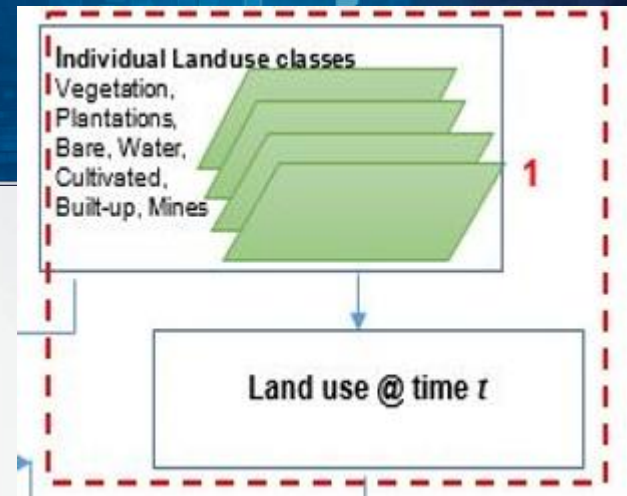 Individual Landuse classes
Vegetation,
Plantations,
Bare, Water,
Cultivated,
Built-up, Mines
1
Land use @ time t